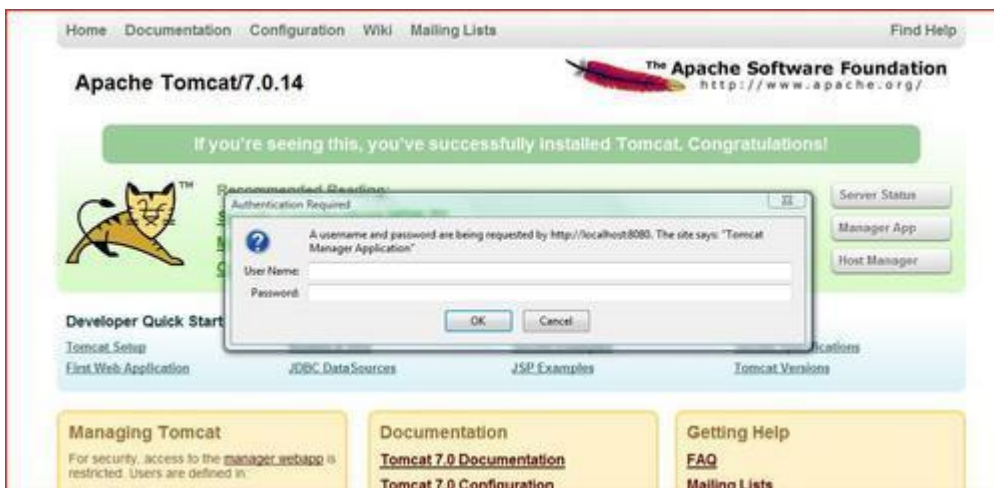 Home Documentation Configuration Wiki Mailing Lists Find Help
Apache Tomcat/7.0.14
The Apache Software Foundation
http://www.apache.org/
If you're seeing this, you've successfully installed Tomcat. Congratulations!
TM
Recommended Reading:
Authentication Required
A username and password are being requested by http://localhost:8080. The site says: "Tomcat
Manager Application"
User Name:
Password:
OK Cancel
Server Status
Manager App
Host Manager
Developer Quick Start
Tomcat Setup
First Web Application
JDBC DataSources
JSP Examples
Tomcat Versions
Managing Tomcat
For security, access to the manager webapp is
restricted. Users are defined in:
Documentation
Tomcat 7.0 Documentation
Tomcat 7.0 Configuration
Getting Help
FAQ
Mailing Lists